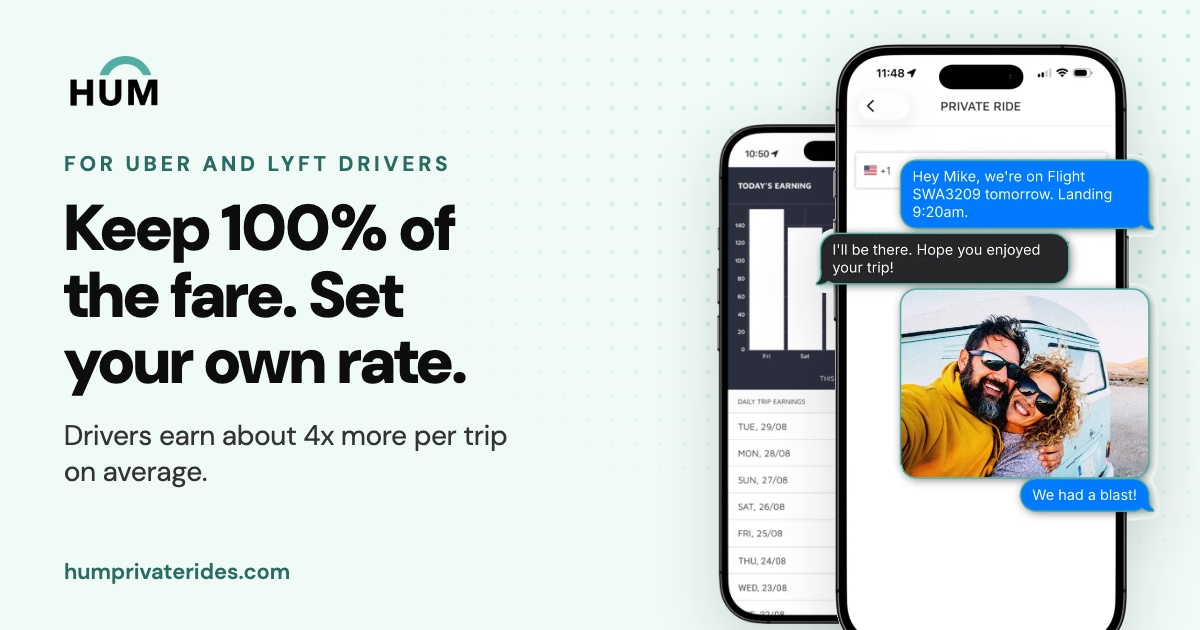 HUM
FOR UBER AND LYFT DRIVERS
Keep 100% of
the fare. Set
your own rate.
Drivers earn about 4x more per trip
on average.
humprivaterides.com
10:50
TODAY'S EARNING
140
120
100
80
60
40
20
0
Fri
Sat
THIS
DAILY TRIP EARNINGS
TUE, 29/08
MON, 28/08
SUN, 27/08
SAT, 26/08
FRI, 25/08
THU, 24/08
WED, 23/08
11:48
PRIVATE RIDE
+1
Hey Mike, we're on Flight
SWA3209 tomorrow. Landing
9:20am.
I'll be there. Hope you enjoyed
your trip!
We had a blast!